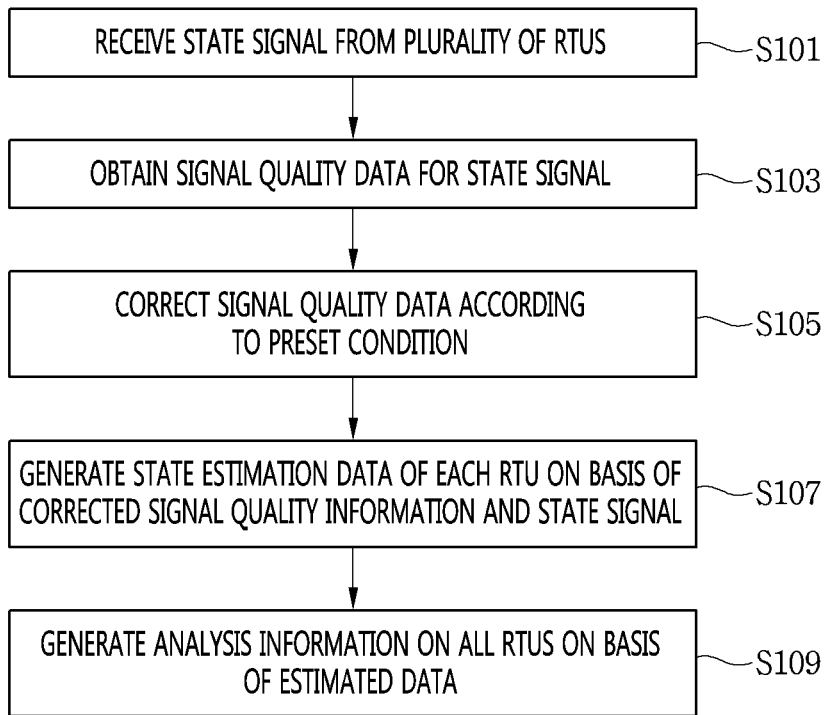 RECEIVE STATE SIGNAL FROM PLURALITY OF RTUS
S101
OBTAIN SIGNAL QUALITY DATA FOR STATE SIGNAL
S103
CORRECT SIGNAL QUALITY DATA ACCORDING
TO PRESET CONDITION
S105
GENERATE STATE ESTIMATION DATA OF EACH RTU ON BASIS OF
CORRECTED SIGNAL QUALITY INFORMATION AND STATE SIGNAL
S107
GENERATE ANALYSIS INFORMATION ON ALL RTUS ON BASIS
OF ESTIMATED DATA
S109